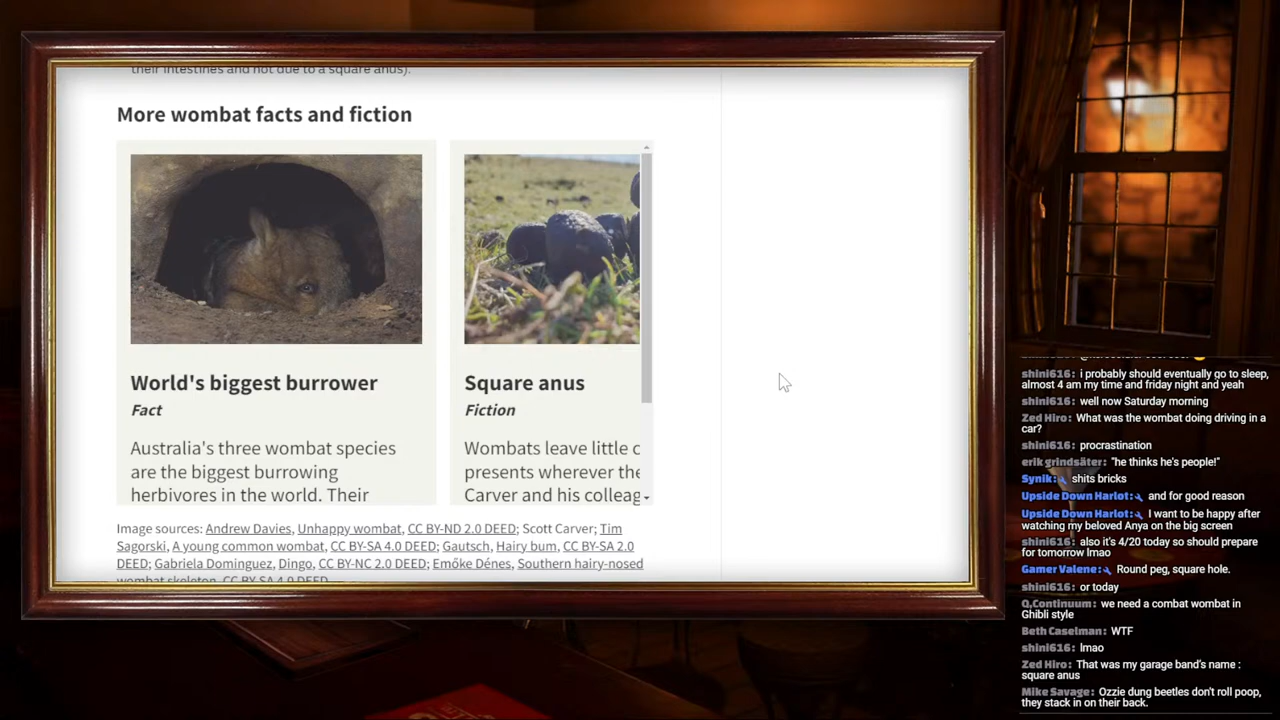 their intestines and not due to a square anus).
More wombat facts and fiction
World's biggest burrower
Fact
Australia's three wombat species
are the biggest burrowing
herbivores in the world. Their
Square anus
Fiction
Wombats leave little c
presents wherever the
Carver and his colleag
Image sources: Andrew Davies, Unhappy wombat, CC BY-ND 2.0 DEED; Scott Carver; Tim
Sagorski, A young common wombat, CC BY-SA 4.0 DEED; Gautsch, Hairy bum, CC BY-SA 2.0
DEED; Gabriela Dominguez, Dingo, CC BY-NC 2.0 DEED; Emőke Dénes, Southern hairy-nosed
wombat skeleton, CC BY SA 4.0 DEED
shini616: i probably should eventually go to sleep,
almost 4 am my time and friday night and yeah
shini616: well now Saturday morning
Zed Hiro: What was the wombat doing driving in a
car?
shini616: procrastination
erik grindsäter: "he thinks he's people!"
Synik: shits bricks
Upside Down Harlot: and for good reason
Upside Down Harlot: I want to be happy after
watching my beloved Anya on the big screen
shini616: also it's 4/20 today so should prepare
for tomorrow lmao
Gamer Valene: Round peg, square hole.
shini616: or today
Q.Continuum: we need a combat wombat in
Ghibli style
Beth Caselman: WTF
shini616: lmao
Zed Hiro: That was my garage band's name :
square anus
Mike Savage: Ozzie dung beetles don't roll poop,
they stack in on their back.